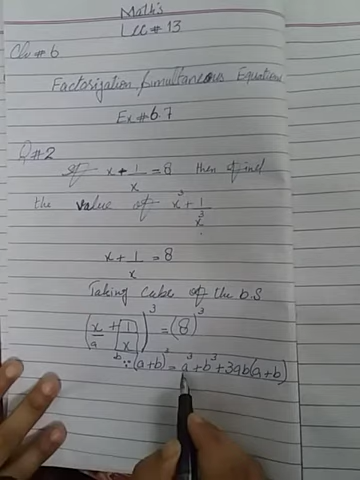 Math's
Lec # 13
Ch # 6
Factorization, Simultaneous Equations
Ex # 6.7
Q # 2
If x + 1/x = 8 then find
the value of x³ + 1/x³
x + 1/x = 8
Taking Cube of the b.S
(x + 1/x)³ = (8)³
a b
∵ (a+b)³ = a³ + b³ + 3ab(a+b)